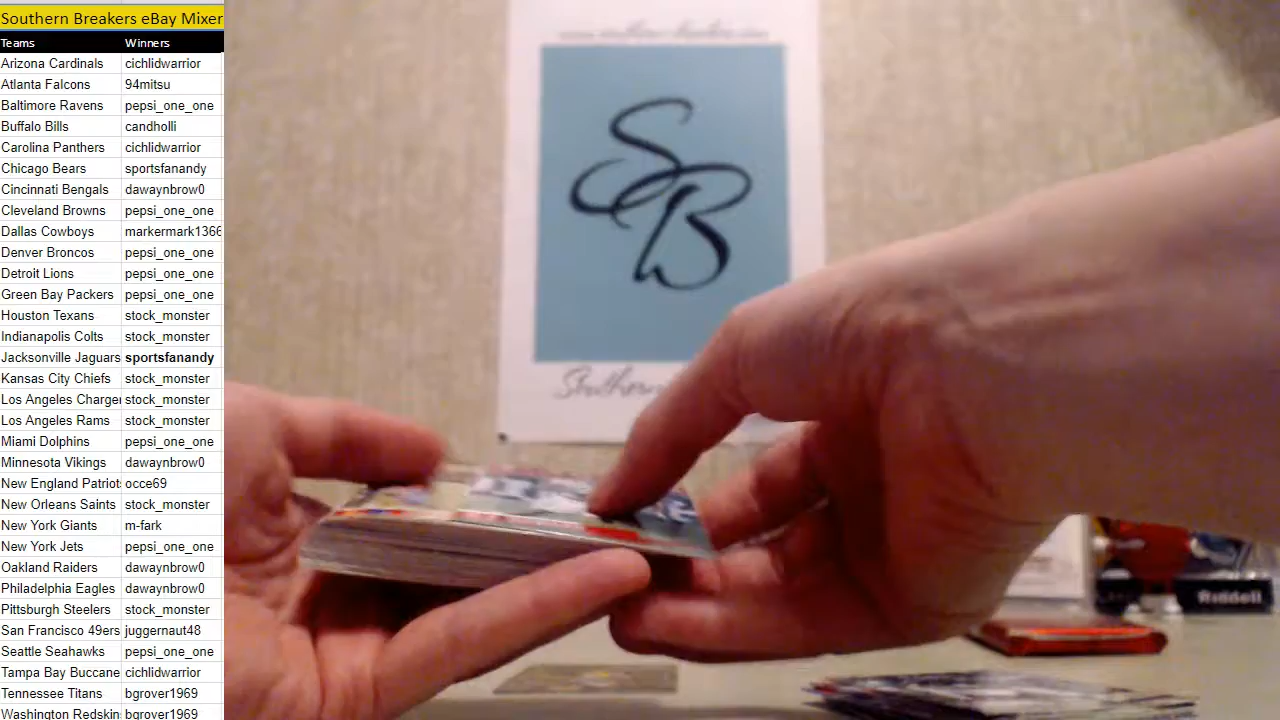 Southern Breakers eBay Mixer
Teams Winners
Arizona Cardinals cichlidwarrior
Atlanta Falcons 94mitsu
Baltimore Ravens pepsi_one_one
Buffalo Bills candholli
Carolina Panthers cichlidwarrior
Chicago Bears sportsfanandy
Cincinnati Bengals dawaynbrow0
Cleveland Browns pepsi_one_one
Dallas Cowboys markermark1366
Denver Broncos pepsi_one_one
Detroit Lions pepsi_one_one
Green Bay Packers pepsi_one_one
Houston Texans stock_monster
Indianapolis Colts stock_monster
Jacksonville Jaguars sportsfanandy
Kansas City Chiefs stock_monster
Los Angeles Charger stock_monster
Los Angeles Rams stock_monster
Miami Dolphins pepsi_one_one
Minnesota Vikings dawaynbrow0
New England Patriot occe69
New Orleans Saints stock_monster
New York Giants m-fark
New York Jets pepsi_one_one
Oakland Raiders dawaynbrow0
Philadelphia Eagles dawaynbrow0
Pittsburgh Steelers stock_monster
San Francisco 49ers juggernaut48
Seattle Seahawks pepsi_one_one
Tampa Bay Buccane cichlidwarrior
Tennessee Titans bgrover1969
Washington Redskin bgrover1969
SB
Southern
Riddell